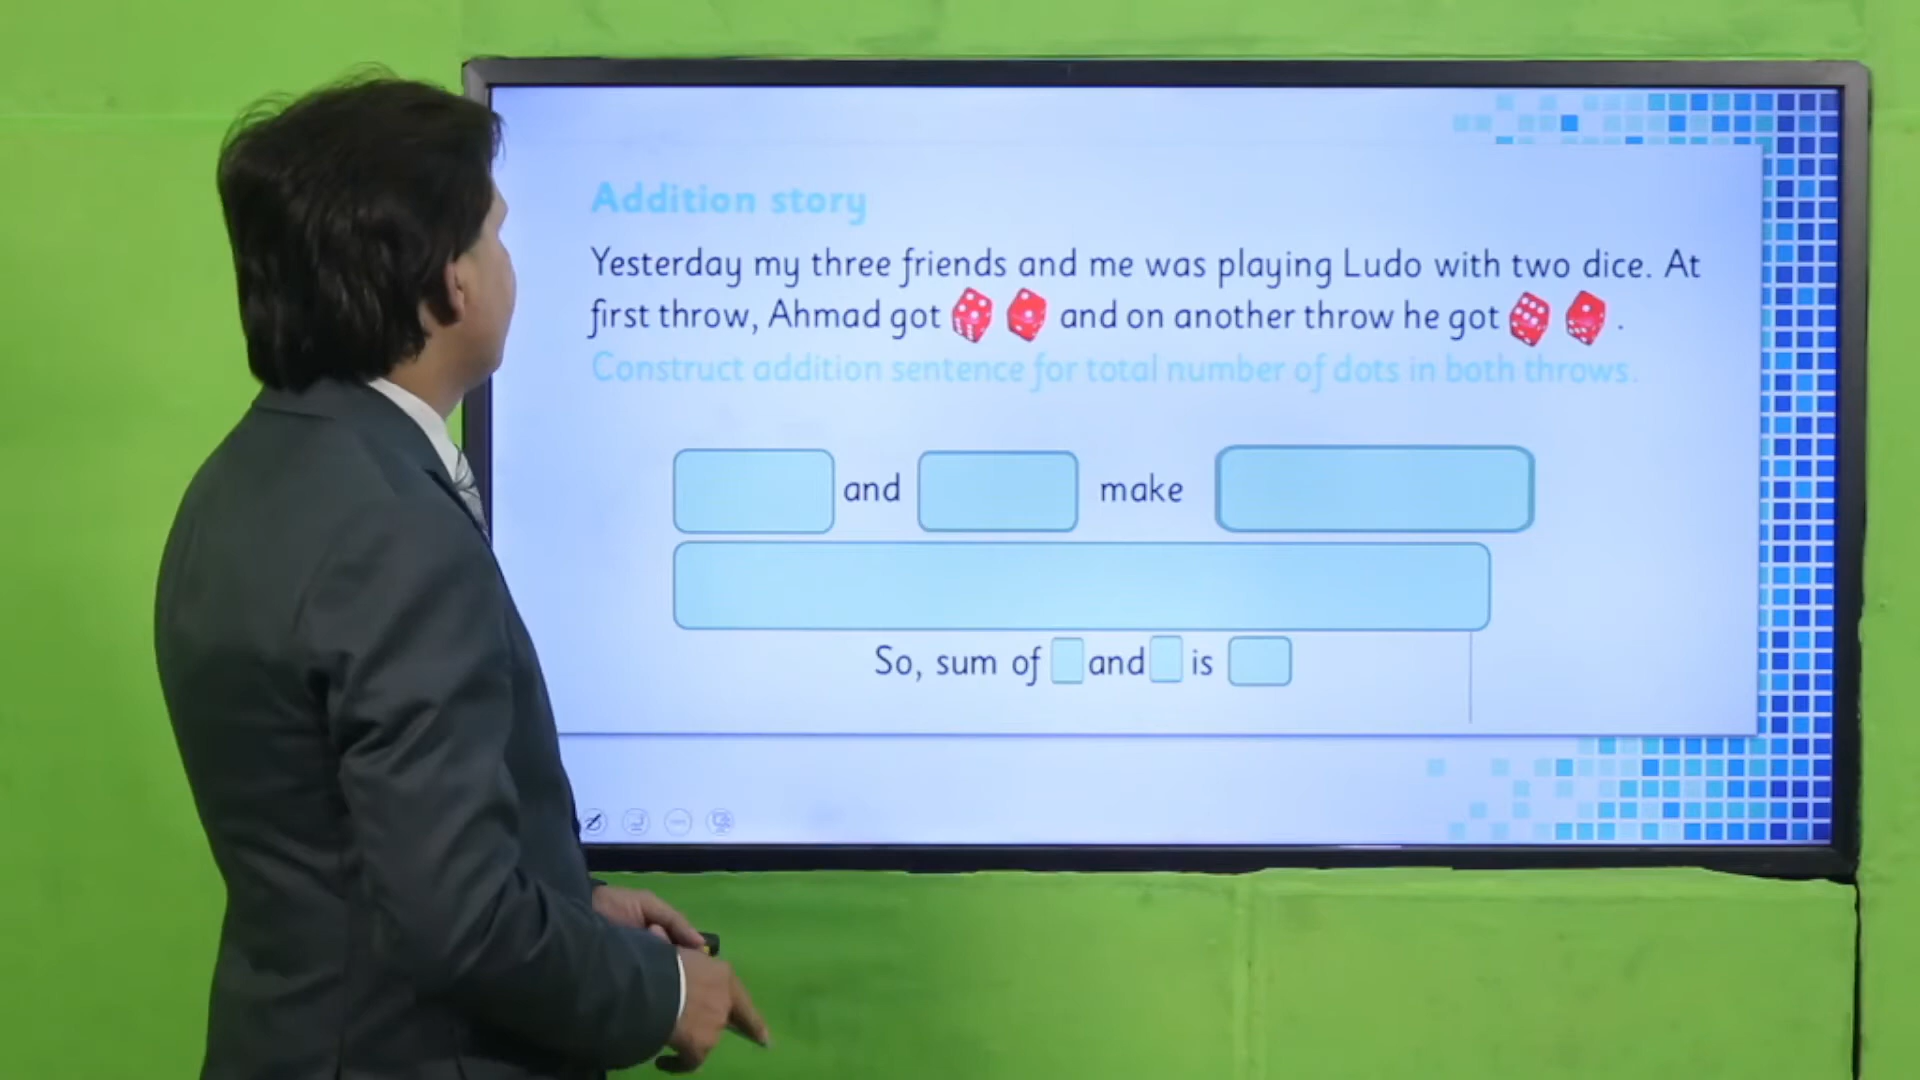 Addition story
Yesterday my three friends and me was playing Ludo with two dice. At
first throw, Ahmad got and on another throw he got .
Construct addition sentence for total number of dots in both throws.
and make
So, sum of and is